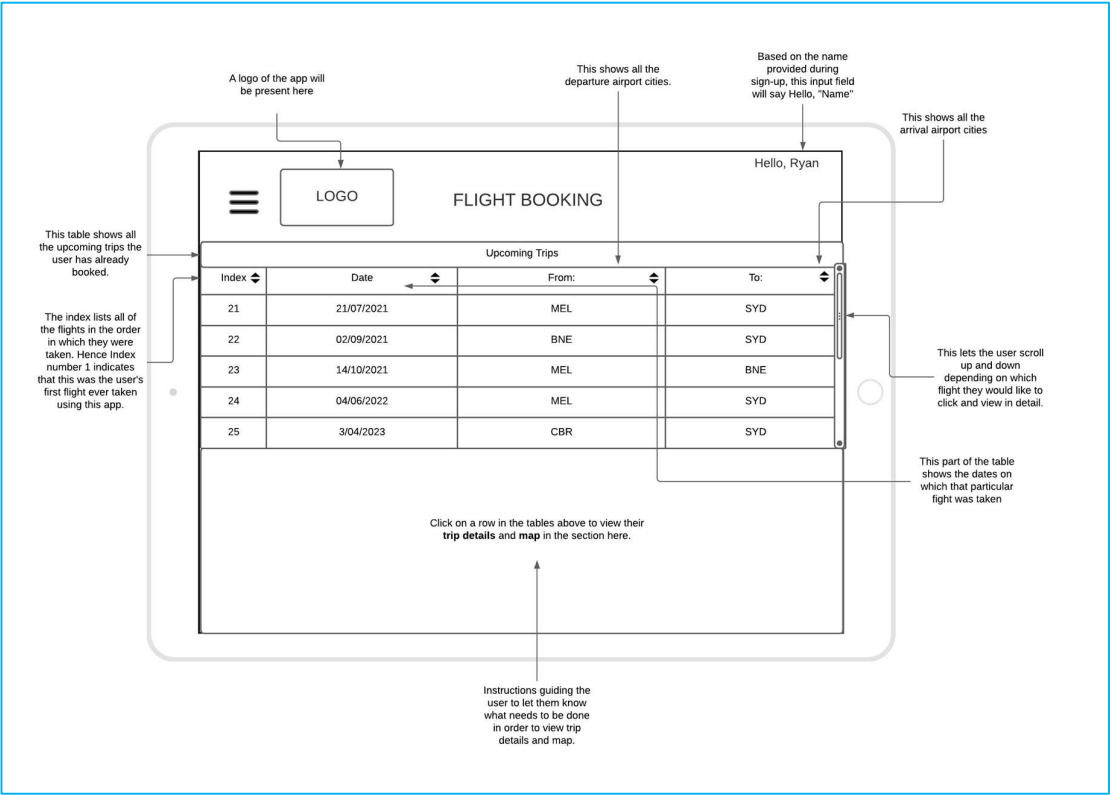 A logo of the app will
be present here
This shows all the
departure airport cities.
Based on the name
provided during
sign-up, this input field
will say Hello, "Name"
This shows all the
arrival airport cities
Hello, Ryan
LOGO
FLIGHT BOOKING
This table shows all
the upcoming trips the
user has already
booked.
Upcoming Trips
Index Date From: To:
21 21/07/2021 MEL SYD
22 02/09/2021 BNE SYD
23 14/10/2021 MEL BNE
24 04/06/2022 MEL SYD
25 3/04/2023 CBR SYD
The index lists all of
the flights in the order
in which they were
taken. Hence Index
number 1 indicates
that this was the user's
first flight ever taken
using this app.
This lets the user scroll
up and down
depending on which
flight they would like to
click and view in detail.
This part of the table
shows the dates on
which that particular
fight was taken
Click on a row in the tables above to view their
trip details and map in the section here.
Instructions guiding the
user to let them know
what needs to be done
in order to view trip
details and map.